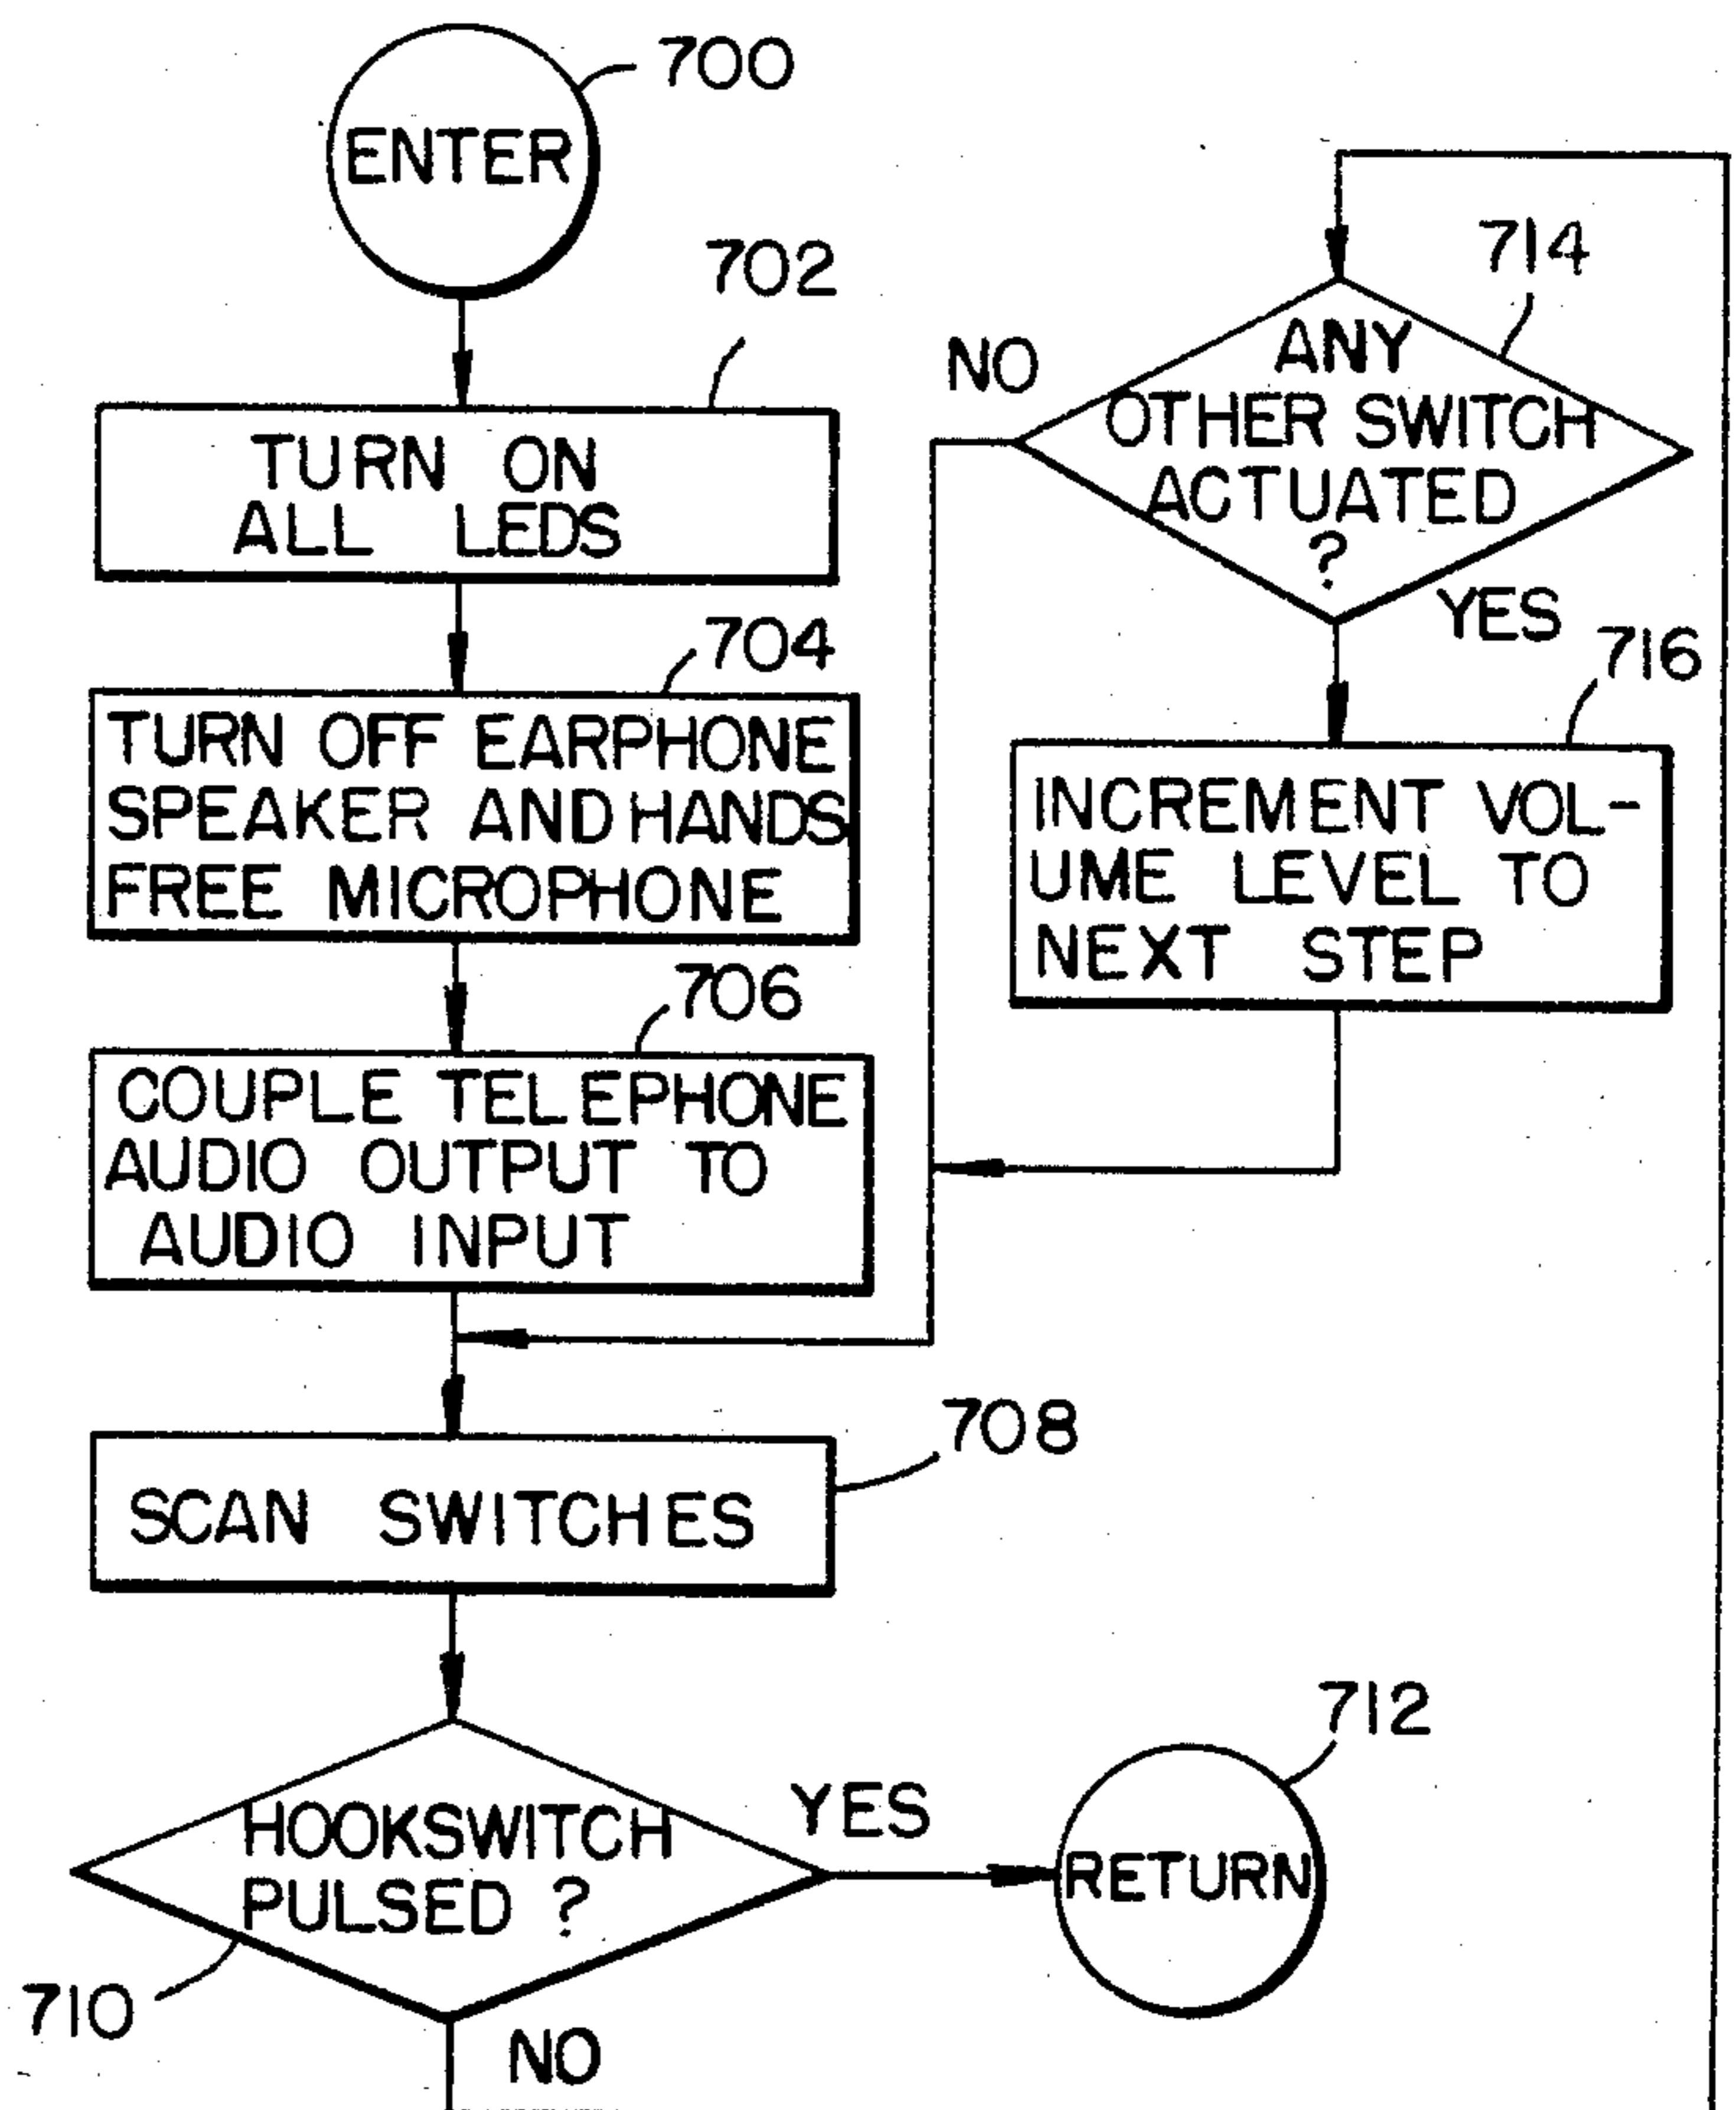 700
ENTER
702
TURN ON
ALL LEDS
704
TURN OFF EARPHONE
SPEAKER AND HANDS
FREE MICROPHONE
706
COUPLE TELEPHONE
AUDIO OUTPUT TO
AUDIO INPUT
708
SCAN SWITCHES
HOOKSWITCH
PULSED ?
710
YES
NO
712
RETURN
714
ANY
OTHER SWITCH
ACTUATED
?
NO
YES
716
INCREMENT VOL-
UME LEVEL TO
NEXT STEP